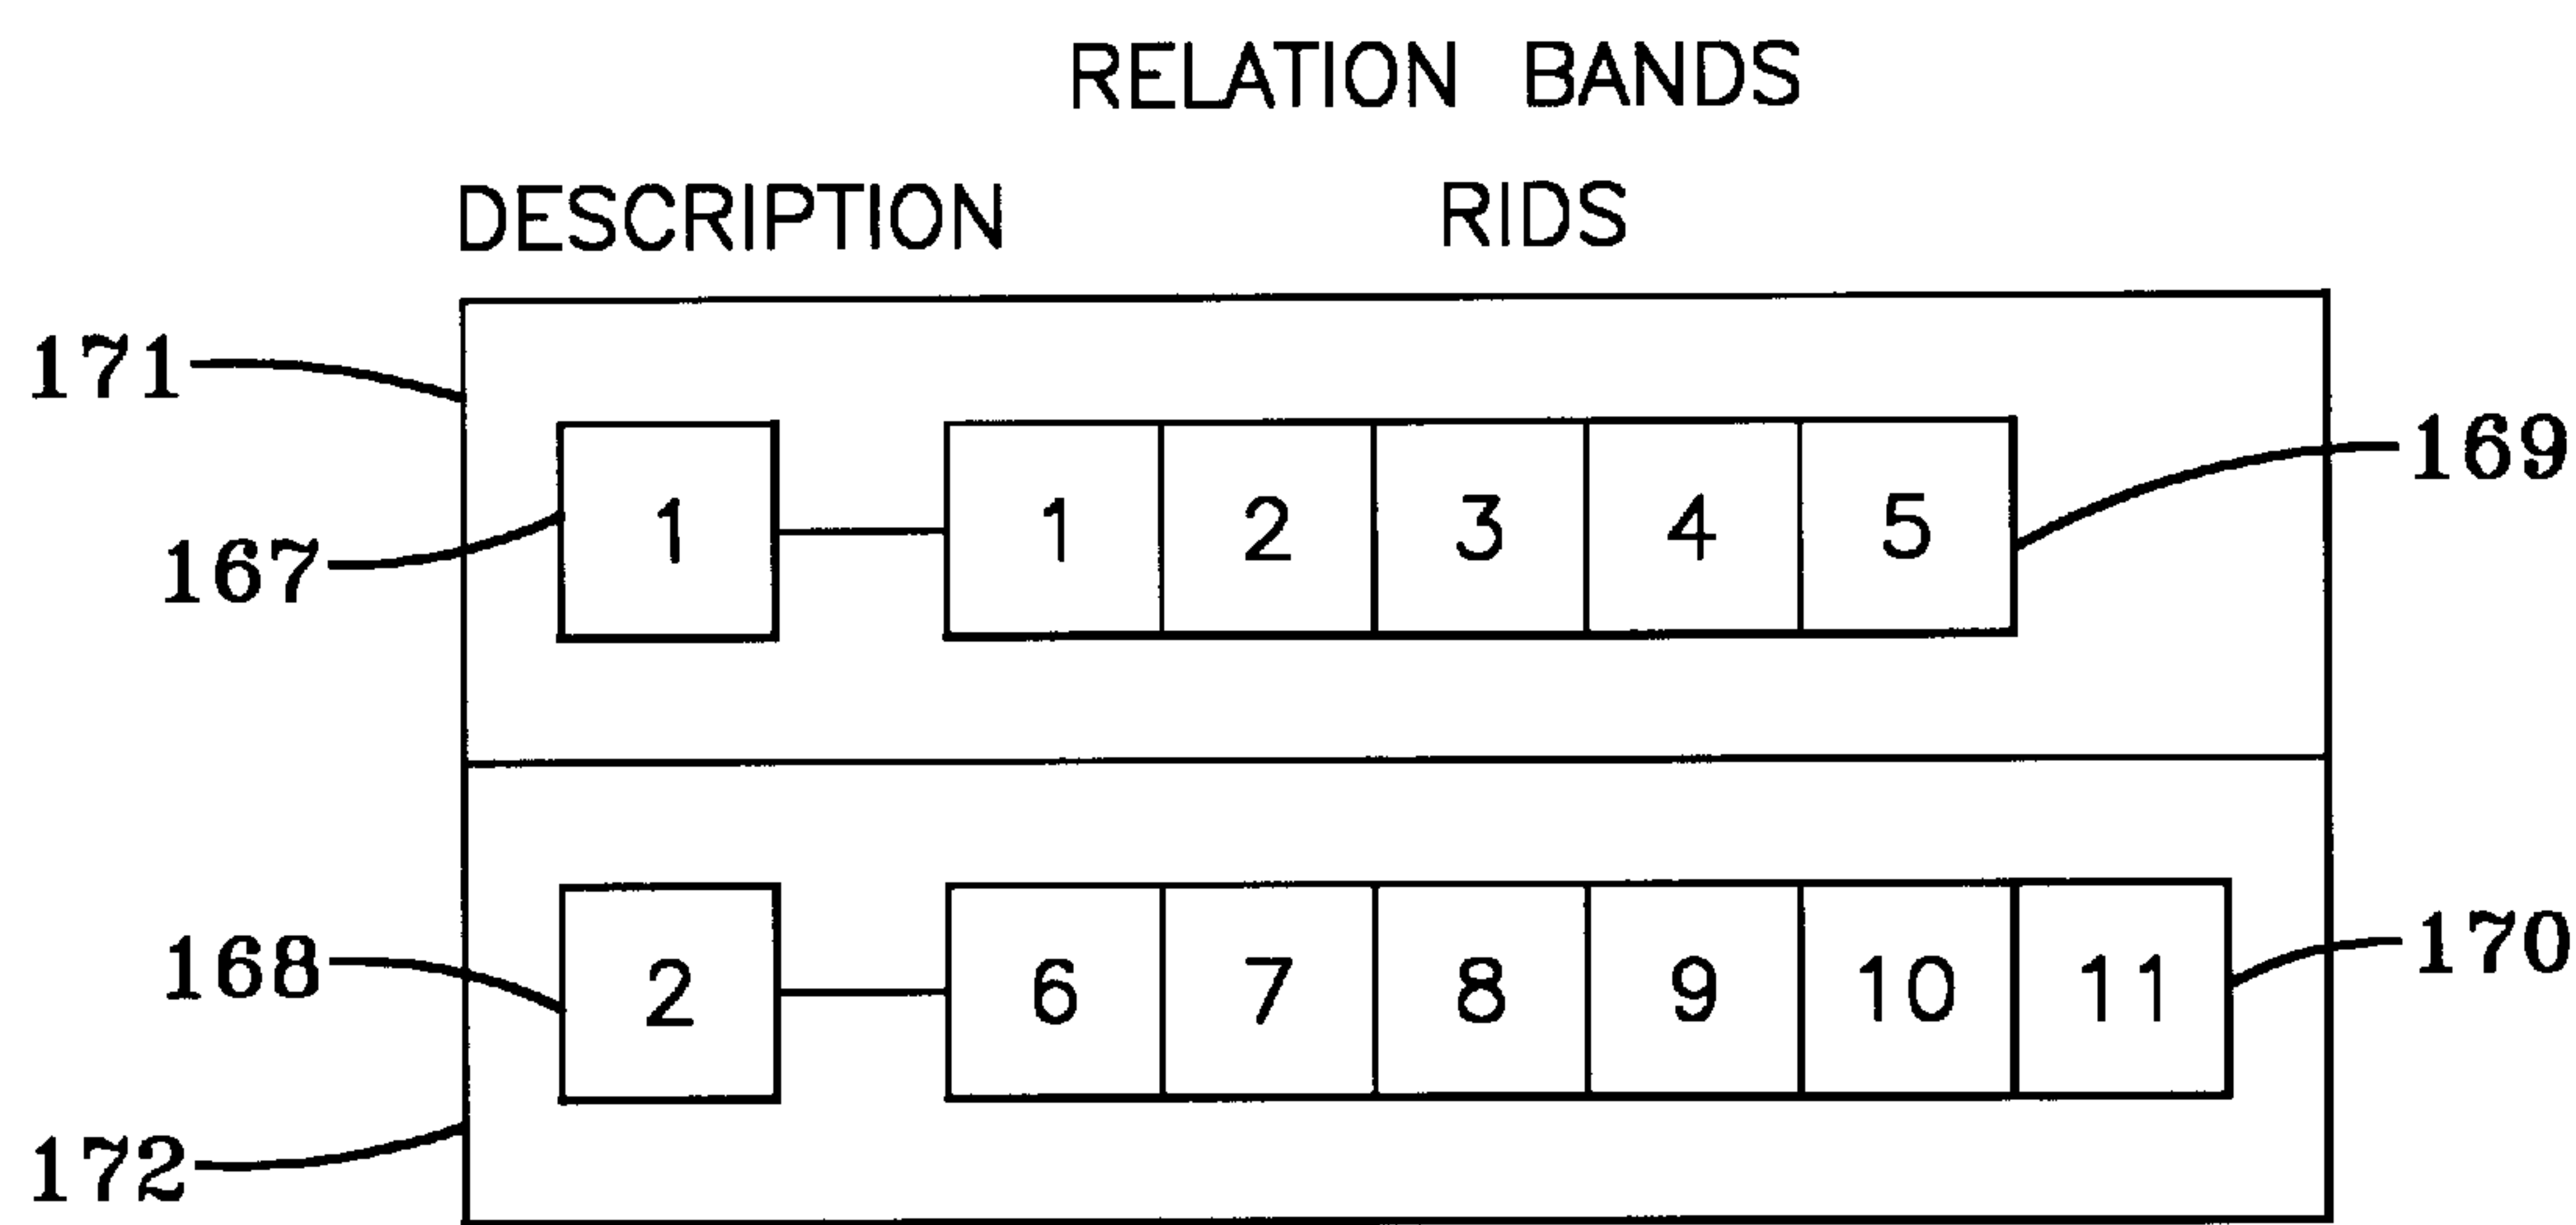 RELATION BANDS
DESCRIPTION RIDS
171
169
1 1 2 3 4 5
167
168 2 6 7 8 9 10 11 170
172